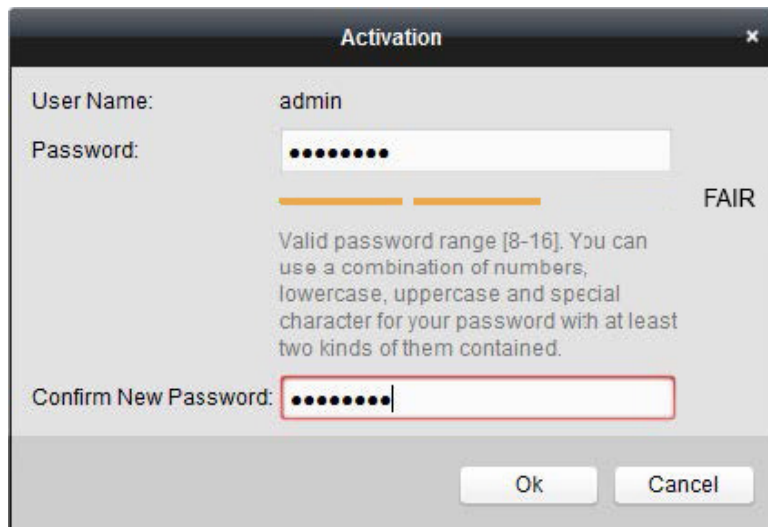 Activation
User Name: admin
Password: ●●●●●●●●
FAIR
Valid password range [8-16]. You can
use a combination of numbers,
lowercase, uppercase and special
character for your password with at least
two kinds of them contained.
Confirm New Password: ●●●●●●●●
Ok Cancel